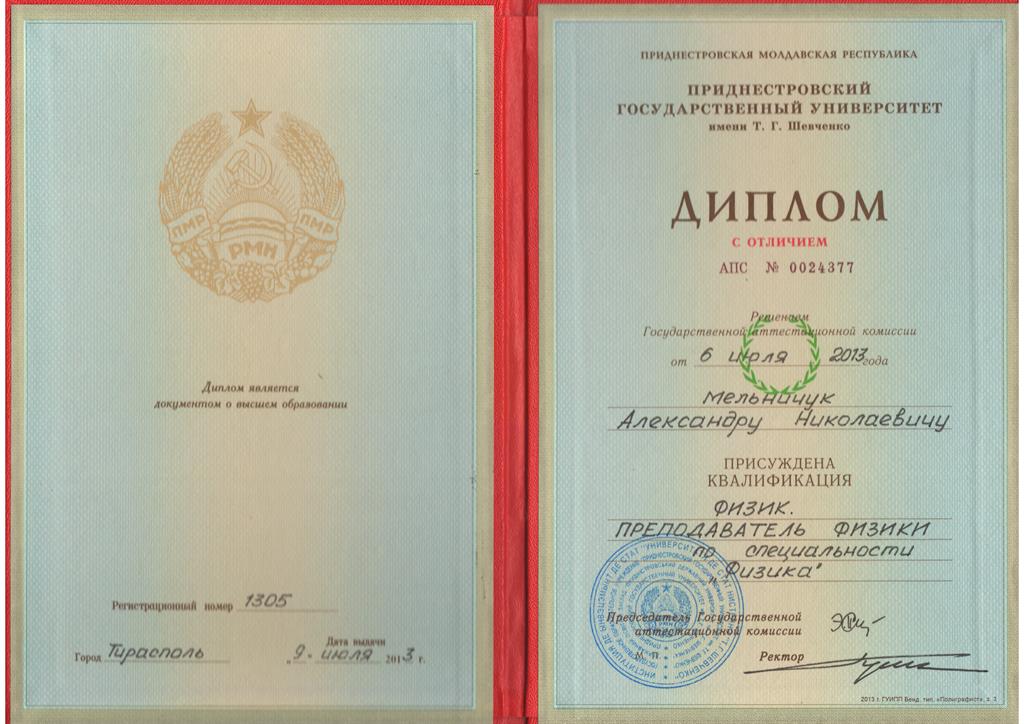 ПМР
ПМР
РМН
Диплом является
документом о высшем образовании
Регистрационный номер 1305
Дата выдачи
Город Тирасполь „9" июля 2013 г.
ПРИДНЕСТРОВСКАЯ МОЛДАВСКАЯ РЕСПУБЛИКА
ПРИДНЕСТРОВСКИЙ
ГОСУДАРСТВЕННЫЙ УНИВЕРСИТЕТ
имени Т. Г. Шевченко
ДИПЛОМ
С ОТЛИЧИЕМ
АПС № 0024377
Решением
Государственной аттестационной комиссии
от 6 июля 2013 года
Мельничук
Александру Николаевичу
ПРИСУЖДЕНА
КВАЛИФИКАЦИЯ
ФИЗИК.
ПРЕПОДАВАТЕЛЬ ФИЗИКИ
по специальности
„Физика"
Председатель Государственной
аттестационной комиссии
М. П.
Ректор
2013 г. ГУИПП Бенд. тип. «Полиграфист», з. 3